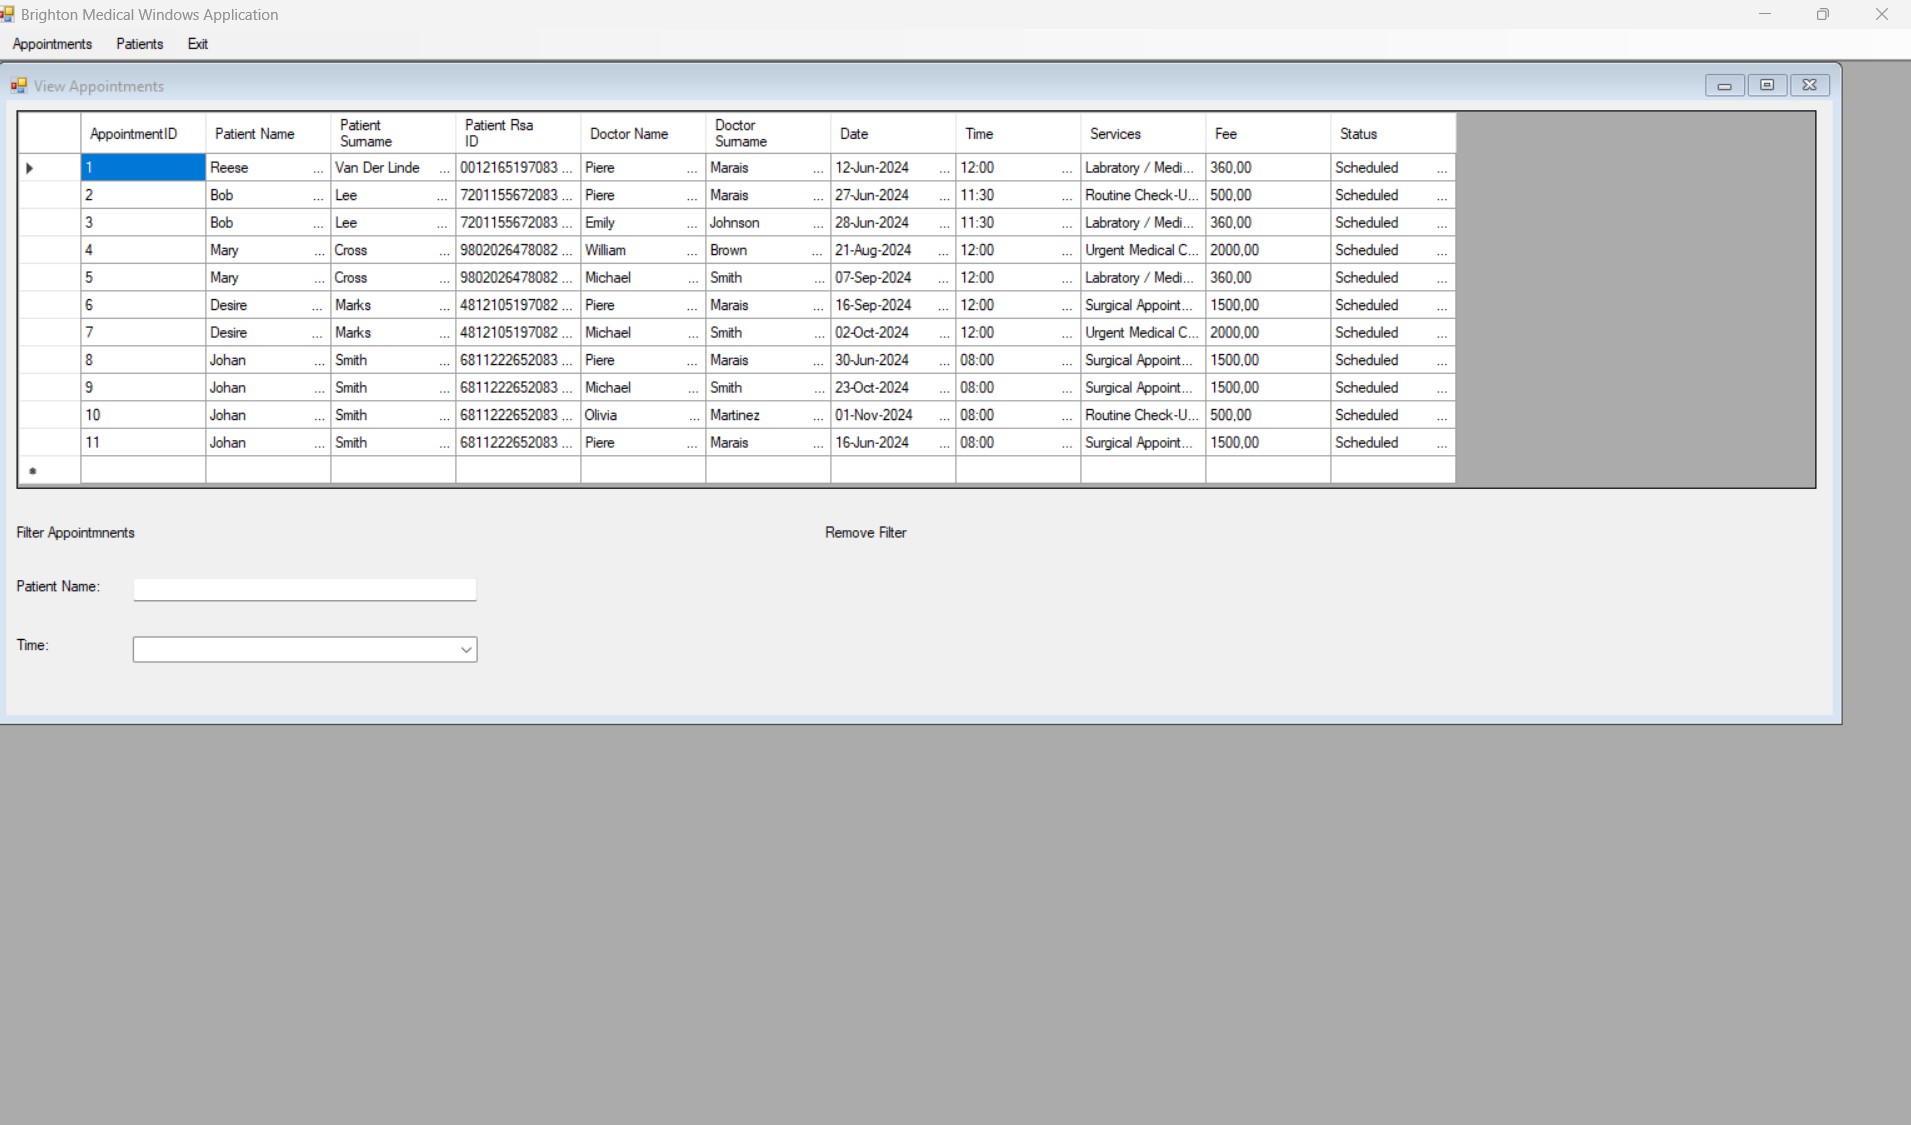 Brighton Medical Windows Application
Appointments Patients Exit
View Appointments
AppointmentID Patient Name Patient Surname Patient Rsa ID Doctor Name Doctor Surname Date Time Services Fee Status
1 Reese ... Van Der Linde ... 0012165197083 ... Piere ... Marais ... 12-Jun-2024 ... 12:00 ... Labratory / Medi... 360,00 Scheduled ...
2 Bob ... Lee ... 7201155672083 ... Piere ... Marais ... 27-Jun-2024 ... 11:30 ... Routine Check-U... 500,00 Scheduled ...
3 Bob ... Lee ... 7201155672083 ... Emily ... Johnson ... 28-Jun-2024 ... 11:30 ... Labratory / Medi... 360,00 Scheduled ...
4 Mary ... Cross ... 9802026478082 ... William ... Brown ... 21-Aug-2024 ... 12:00 ... Urgent Medical C... 2000,00 Scheduled ...
5 Mary ... Cross ... 9802026478082 ... Michael ... Smith ... 07-Sep-2024 ... 12:00 ... Labratory / Medi... 360,00 Scheduled ...
6 Desire ... Marks ... 4812105197082 ... Piere ... Marais ... 16-Sep-2024 ... 12:00 ... Surgical Appoint... 1500,00 Scheduled ...
7 Desire ... Marks ... 4812105197082 ... Michael ... Smith ... 02-Oct-2024 ... 12:00 ... Urgent Medical C... 2000,00 Scheduled ...
8 Johan ... Smith ... 6811222652083 ... Piere ... Marais ... 30-Jun-2024 ... 08:00 ... Surgical Appoint... 1500,00 Scheduled ...
9 Johan ... Smith ... 6811222652083 ... Michael ... Smith ... 23-Oct-2024 ... 08:00 ... Surgical Appoint... 1500,00 Scheduled ...
10 Johan ... Smith ... 6811222652083 ... Olivia ... Martinez ... 01-Nov-2024 ... 08:00 ... Routine Check-U... 500,00 Scheduled ...
11 Johan ... Smith ... 6811222652083 ... Piere ... Marais ... 16-Jun-2024 ... 08:00 ... Surgical Appoint... 1500,00 Scheduled ...
Filter Appointmnents Remove Filter
Patient Name:
Time: